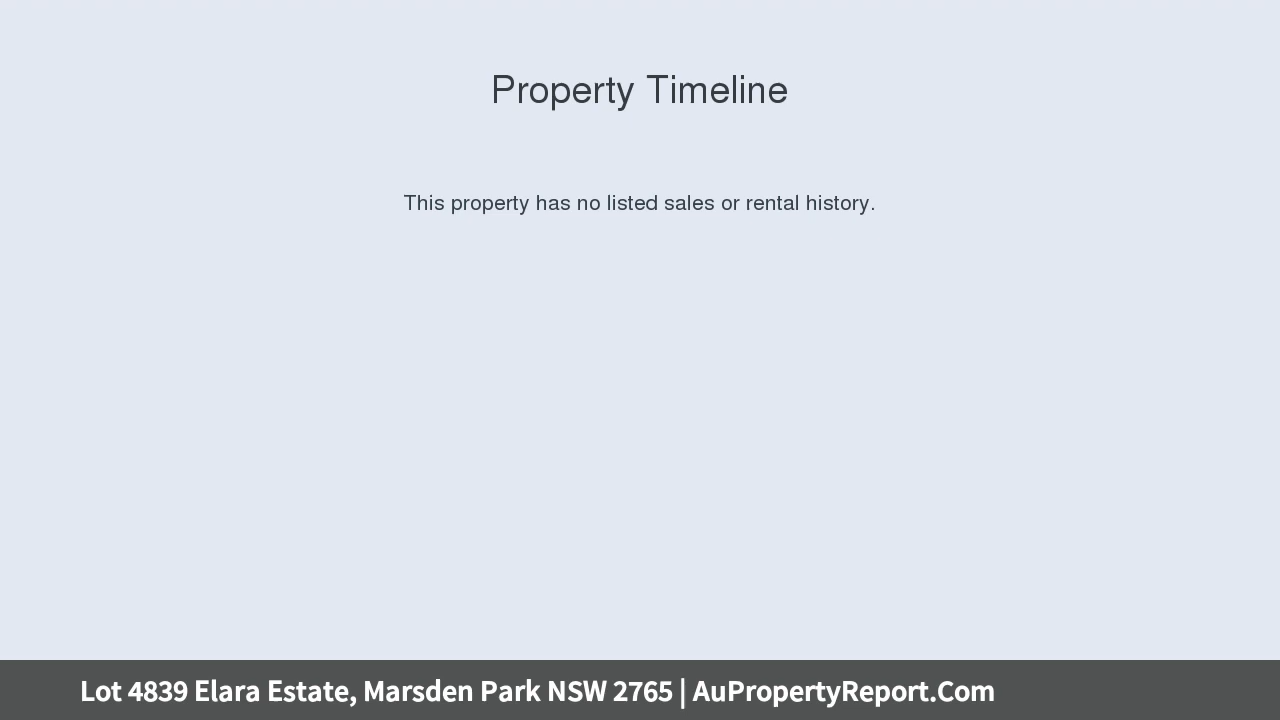 Property Timeline
This property has no listed sales or rental history.
Lot 4839 Elara Estate, Marsden Park NSW 2765 | AuPropertyReport.Com